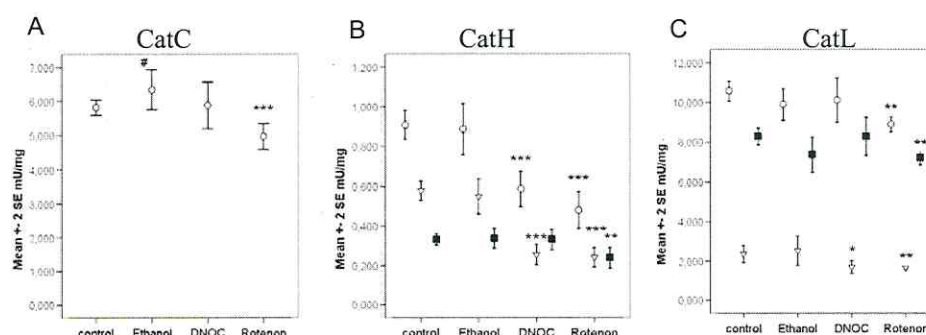 A
CatC
Mean +- 2 SE mU/mg
7,000
6,000
5,000
4,000
3,000
2,000
1,000
0,000
#
***
control Ethanol DNOC Rotenon
B
CatH
Mean +- 2 SE mU/mg
1.200
1.000
0.800
0.600
0.400
0.200
0.000
***
***
***
***
**
control Ethanol DNOC Rotenon
C
CatL
Mean +- 2 SE mU/mg
12,000
10,000
8,000
6,000
4,000
2,000
0,000
**
**
*
**
control Ethanol DNOC Rotenon